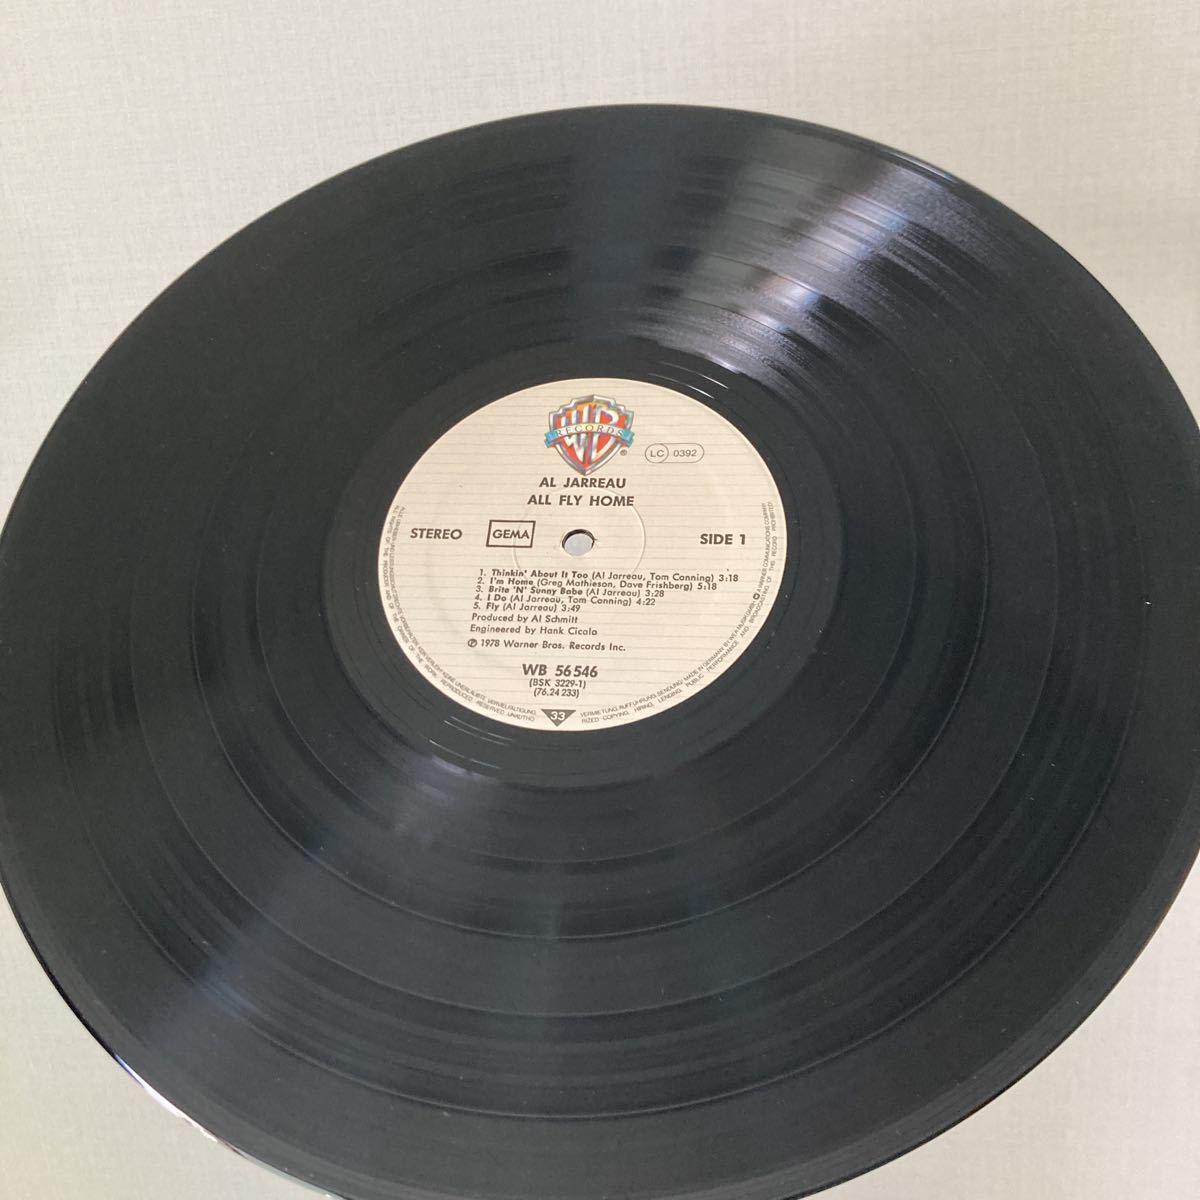 WB
RECORDS
®
LC 0392
AL JARREAU
ALL FLY HOME
STEREO GEMA SIDE 1
1. Thinkin' About It Too (Al Jarreau, Tom Canning) 3:18
2. I'm Home (Greg Mathieson, Dave Frishberg) 5:18
3. Brite 'N' Sunny Babe (Al Jarreau) 3:28
4. I Do (Al Jarreau, Tom Canning) 4:22
5. Fly (Al Jarreau) 3:49
Produced by Al Schmitt
Engineered by Hank Cicalo
℗ 1978 Warner Bros. Records Inc.
WB 56 546
(BSK 3229-1)
(76.24 233)
33